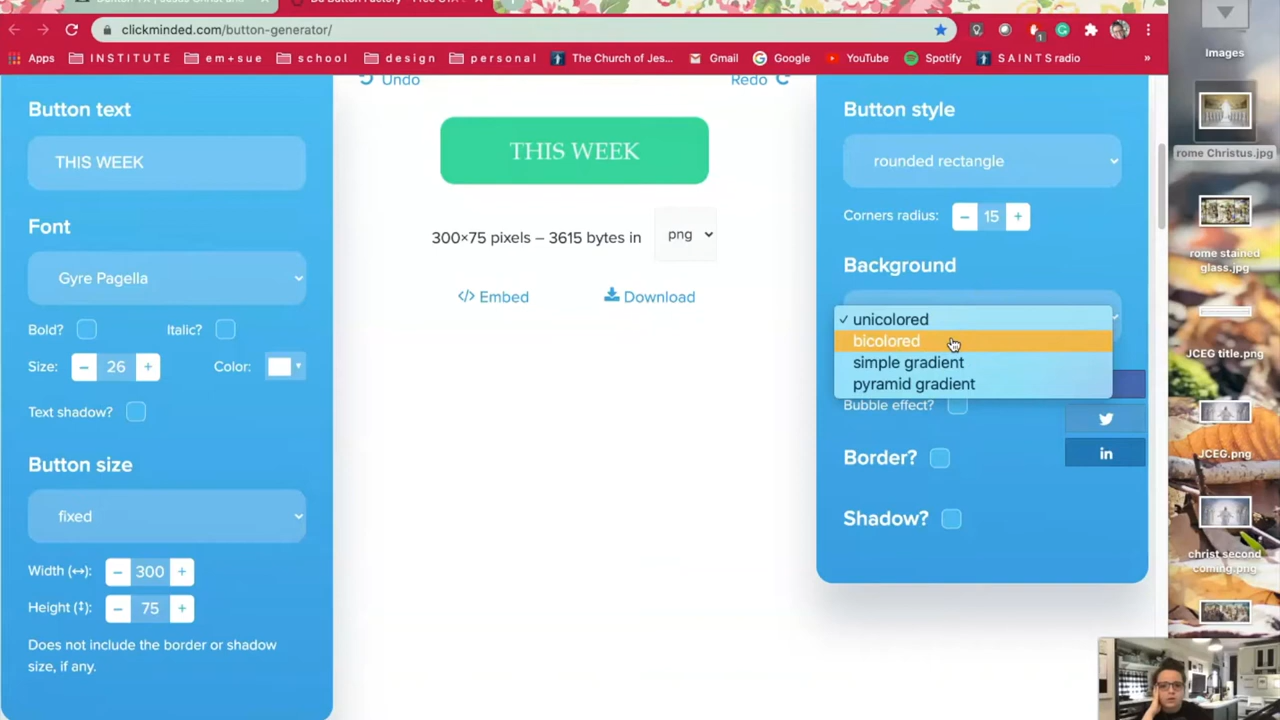 clickminded.com/button-generator/
Apps
INSTITUTE
em+sue
school
design
personal
The Church of Jes...
Gmail
Google
YouTube
Spotify
SAINTS radio
»
Undo
Redo
Button text
THIS WEEK
Font
Gyre Pagella
Bold?
Italic?
Size: – 26 +
Color:
Text shadow?
Button size
fixed
Width (↔): – 300 +
Height (↕): – 75 +
Does not include the border or shadow
size, if any.
THIS WEEK
300×75 pixels – 3615 bytes in png
</> Embed
Download
Button style
rounded rectangle
Corners radius: – 15 +
Background
✓ unicolored
bicolored
simple gradient
pyramid gradient
Bubble effect?
Border?
Shadow?
in
Images
rome Christus.jpg
rome stained
glass.jpg
JCEG title.png
JCEG.png
christ second
coming.png